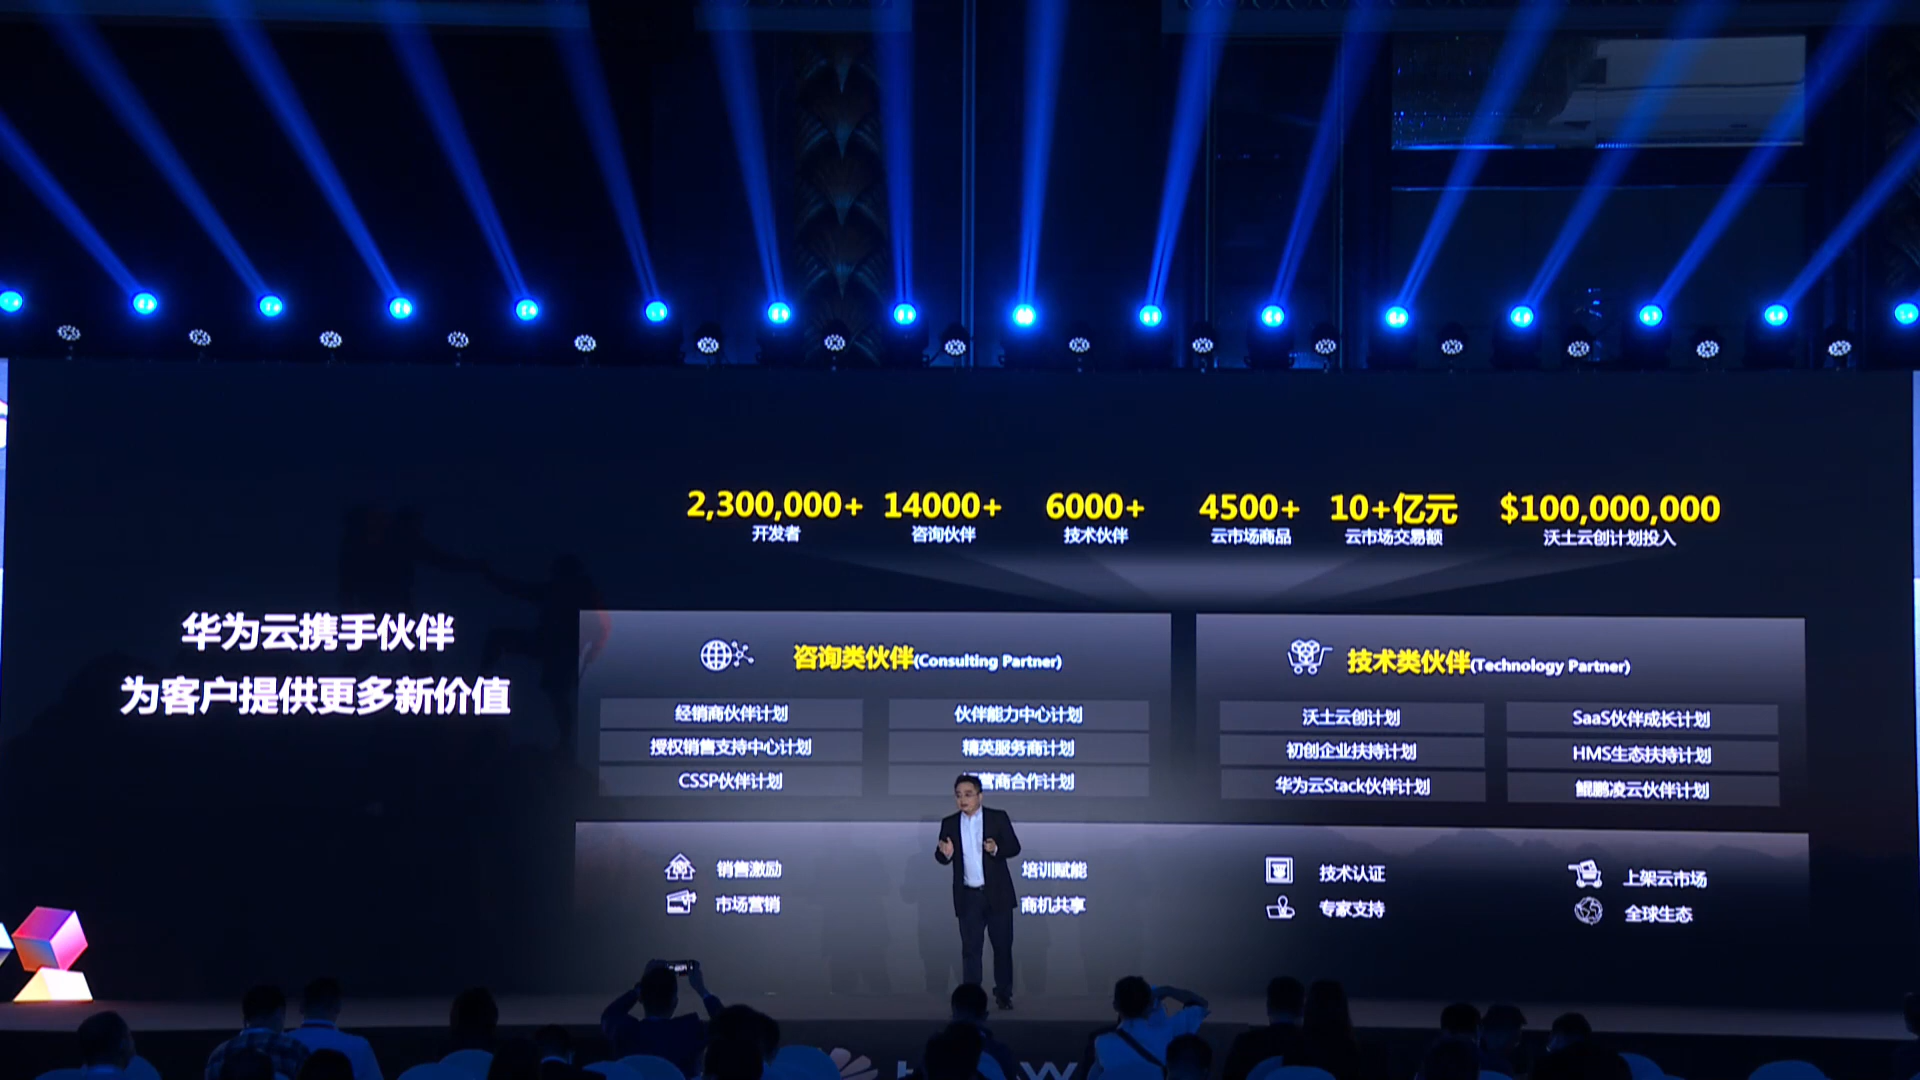 2,300,000+ 14000+ 6000+ 4500+ 10+亿元 $100,000,000
开发者 咨询伙伴 技术伙伴 云市场商品 云市场交易额 沃土云创计划投入
华为云携手伙伴
为客户提供更多新价值
咨询类伙伴(Consulting Partner)
经销商伙伴计划 伙伴能力中心计划
授权销售支持中心计划 精英服务商计划
CSSP伙伴计划 营商合作计划
技术类伙伴(Technology Partner)
沃土云创计划 SaaS伙伴成长计划
初创企业扶持计划 HMS生态扶持计划
华为云Stack伙伴计划 鲲鹏凌云伙伴计划
销售激励 培训赋能 技术认证 上架云市场
市场营销 商机共享 专家支持 全球生态